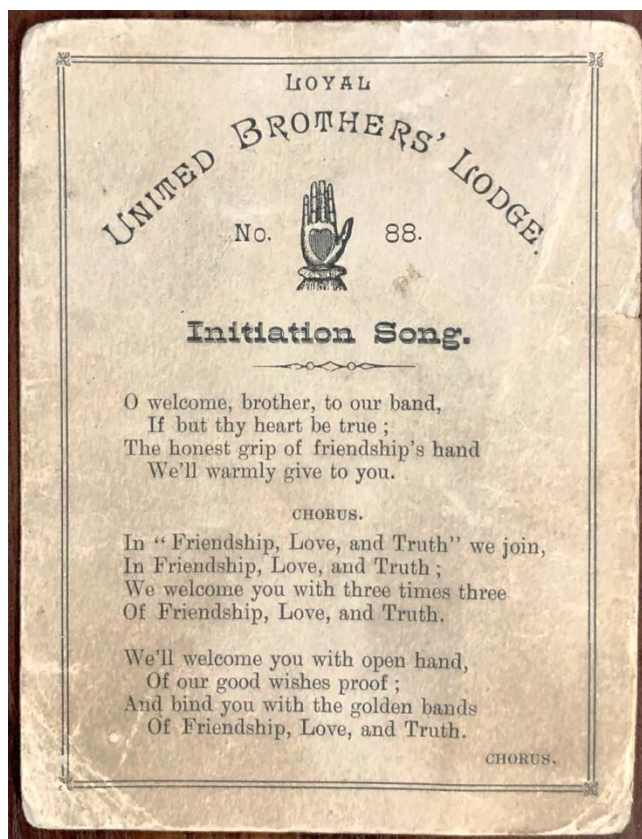 LOYAL
UNITED BROTHERS' LODGE.
No. 88.
Initiation Song.
O welcome, brother, to our band,
If but thy heart be true ;
The honest grip of friendship's hand
We'll warmly give to you.
CHORUS.
In “ Friendship, Love, and Truth” we join,
In Friendship, Love, and Truth ;
We welcome you with three times three
Of Friendship, Love, and Truth.
We'll welcome you with open hand,
Of our good wishes proof ;
And bind you with the golden bands
Of Friendship, Love, and Truth.
CHORUS.